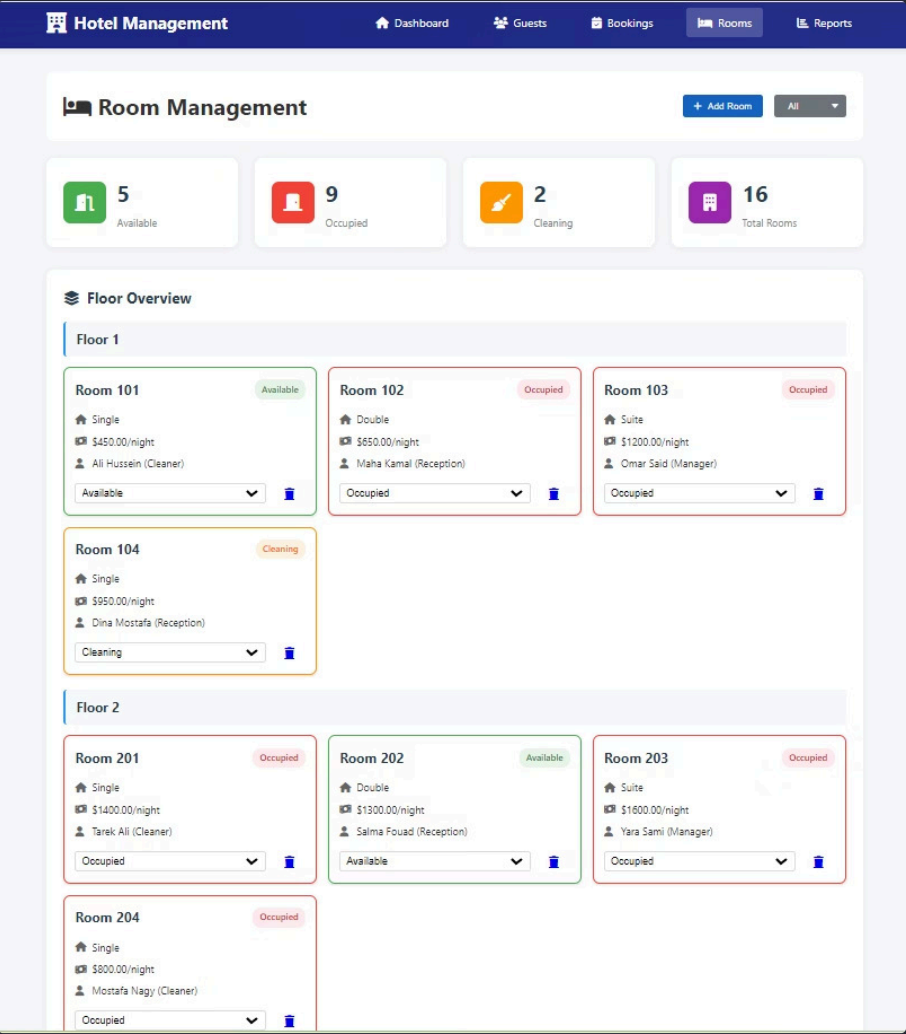 Hotel Management
Dashboard
Guests
Bookings
Rooms
Reports
Room Management
+ Add Room
All
5
Available
9
Occupied
2
Cleaning
16
Total Rooms
Floor Overview
Floor 1
Room 101
Available
Single
$450.00/night
Ali Hussein (Cleaner)
Available
Room 102
Occupied
Double
$650.00/night
Maha Kamal (Reception)
Occupied
Room 103
Occupied
Suite
$1200.00/night
Omar Said (Manager)
Occupied
Room 104
Cleaning
Single
$950.00/night
Dina Mostafa (Reception)
Cleaning
Floor 2
Room 201
Occupied
Single
$1400.00/night
Tarek Ali (Cleaner)
Occupied
Room 202
Available
Double
$1300.00/night
Salma Fouad (Reception)
Available
Room 203
Occupied
Suite
$1600.00/night
Yara Sami (Manager)
Occupied
Room 204
Occupied
Single
$800.00/night
Mostafa Nagy (Cleaner)
Occupied